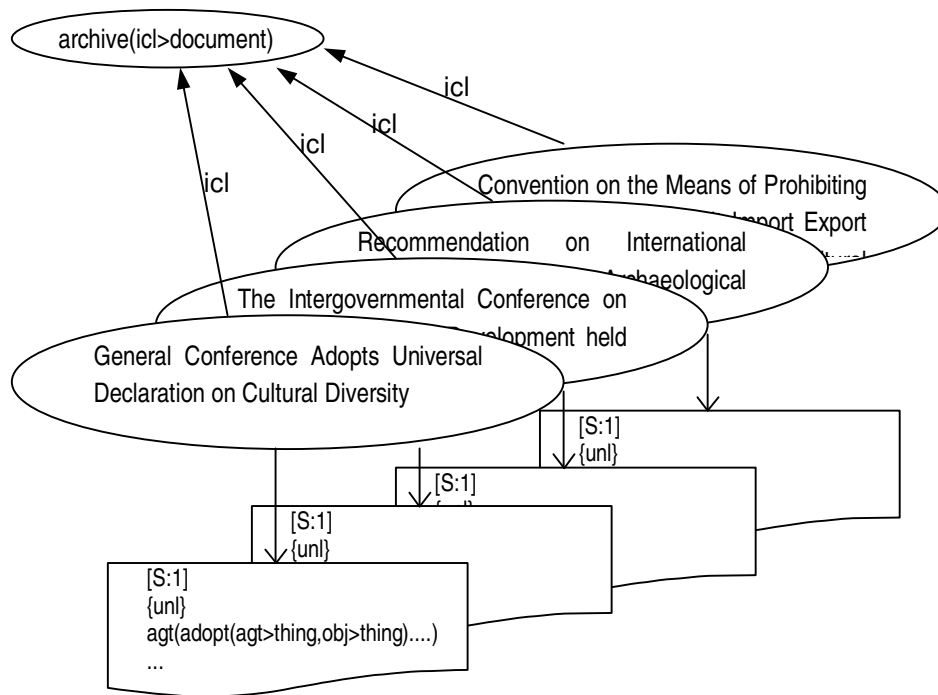 archive(icl>document)
icl
icl
icl
icl
Convention on the Means of Prohibiting
Import Export
Recommendation on International
Archaeological
The Intergovernmental Conference on
Development held
General Conference Adopts Universal
Declaration on Cultural Diversity
[S:1]
{unl}
[S:1]
[S:1]
{unl}
[S:1]
{unl}
agt(adopt(agt>thing,obj>thing)....)
...